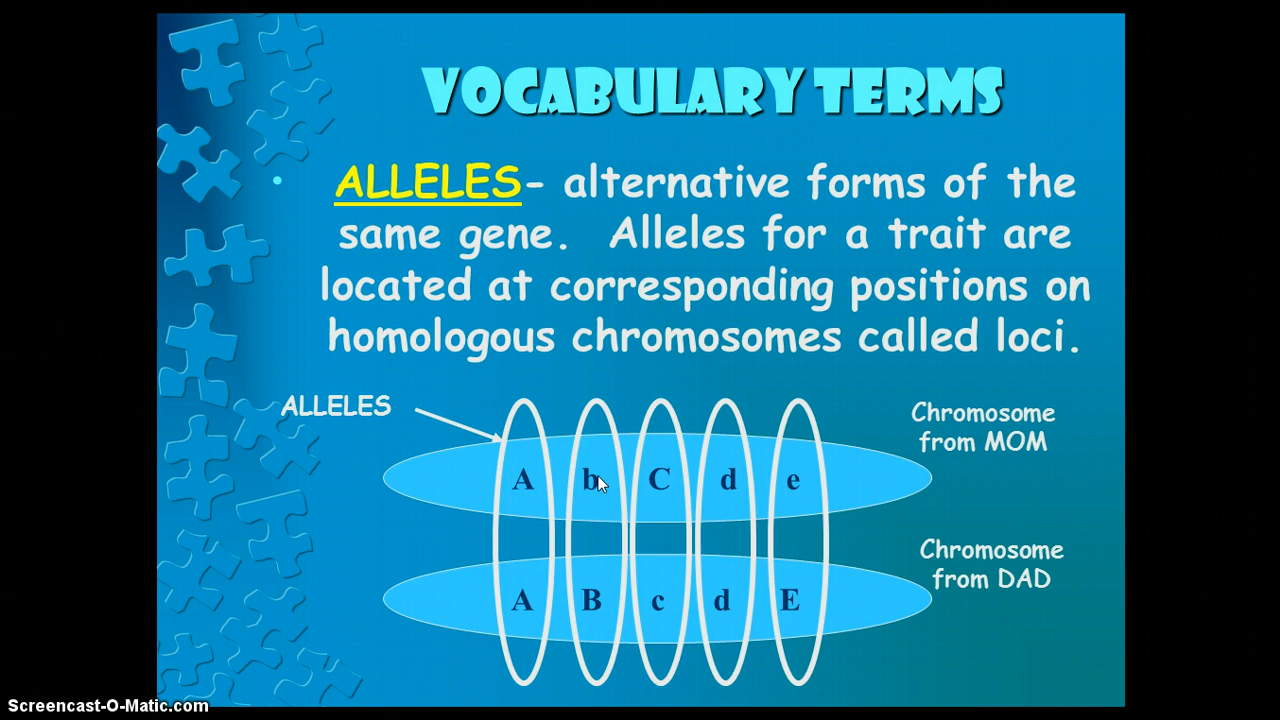 VOCABULARY TERMS
• ALLELES- alternative forms of the
same gene. Alleles for a trait are
located at corresponding positions on
homologous chromosomes called loci.
ALLELES
Chromosome
from MOM
A b C d e
Chromosome
from DAD
A B c d E
Screencast-O-Matic.com